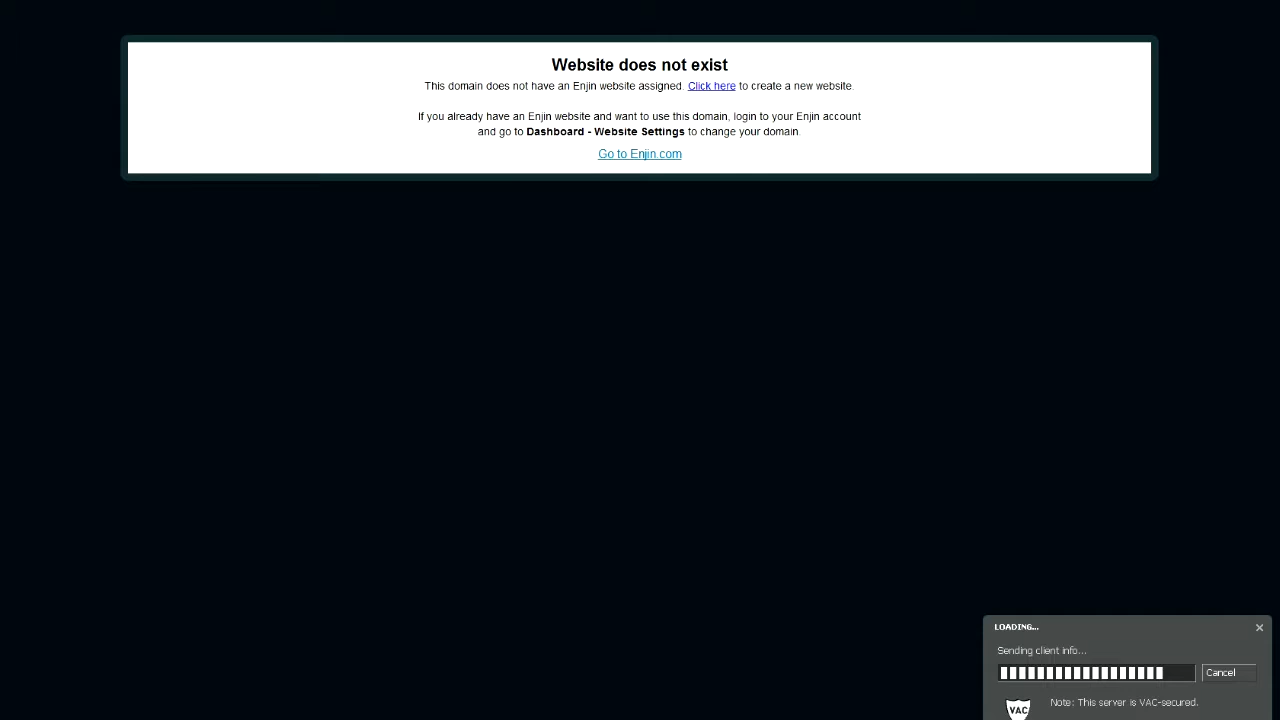 Website does not exist
This domain does not have an Enjin website assigned. Click here to create a new website.
If you already have an Enjin website and want to use this domain, login to your Enjin account
and go to Dashboard - Website Settings to change your domain.
Go to Enjin.com
LOADING...
Sending client info...
Cancel
VAC
Note: This server is VAC-secured.